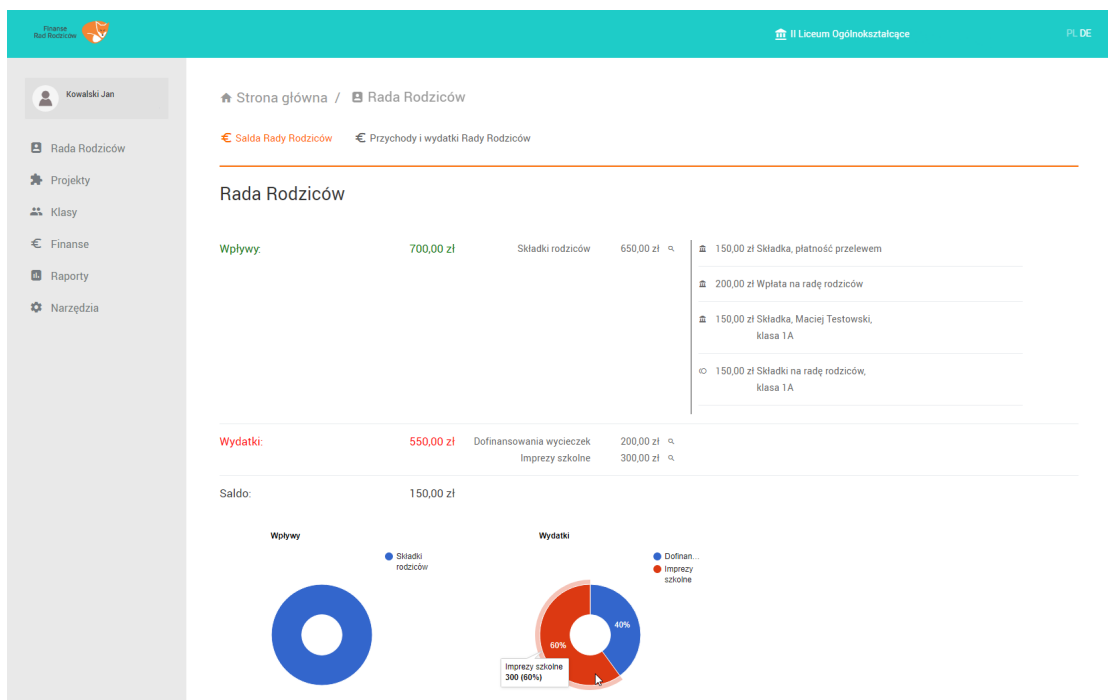 Finanse
Rad Rodziców
II Liceum Ogólnokształcące
PL DE
Kowalski Jan
Rada Rodziców
Projekty
Klasy
Finanse
Raporty
Narzędzia
Strona główna / Rada Rodziców
Salda Rady Rodziców Przychody i wydatki Rady Rodziców
Rada Rodziców
Wpływy: 700,00 zł Składki rodziców 650,00 zł
150,00 zł Składka, płatność przelewem
200,00 zł Wpłata na radę rodziców
150,00 zł Składka, Maciej Testowski,
klasa 1A
150,00 zł Składki na radę rodziców,
klasa 1A
Wydatki: 550,00 zł Dofinansowania wycieczek 200,00 zł
Imprezy szkolne 300,00 zł
Saldo: 150,00 zł
Wpływy
Składki
rodziców
Wydatki
Dofinan...
Imprezy
szkolne
40%
60%
Imprezy szkolne
300 (60%)